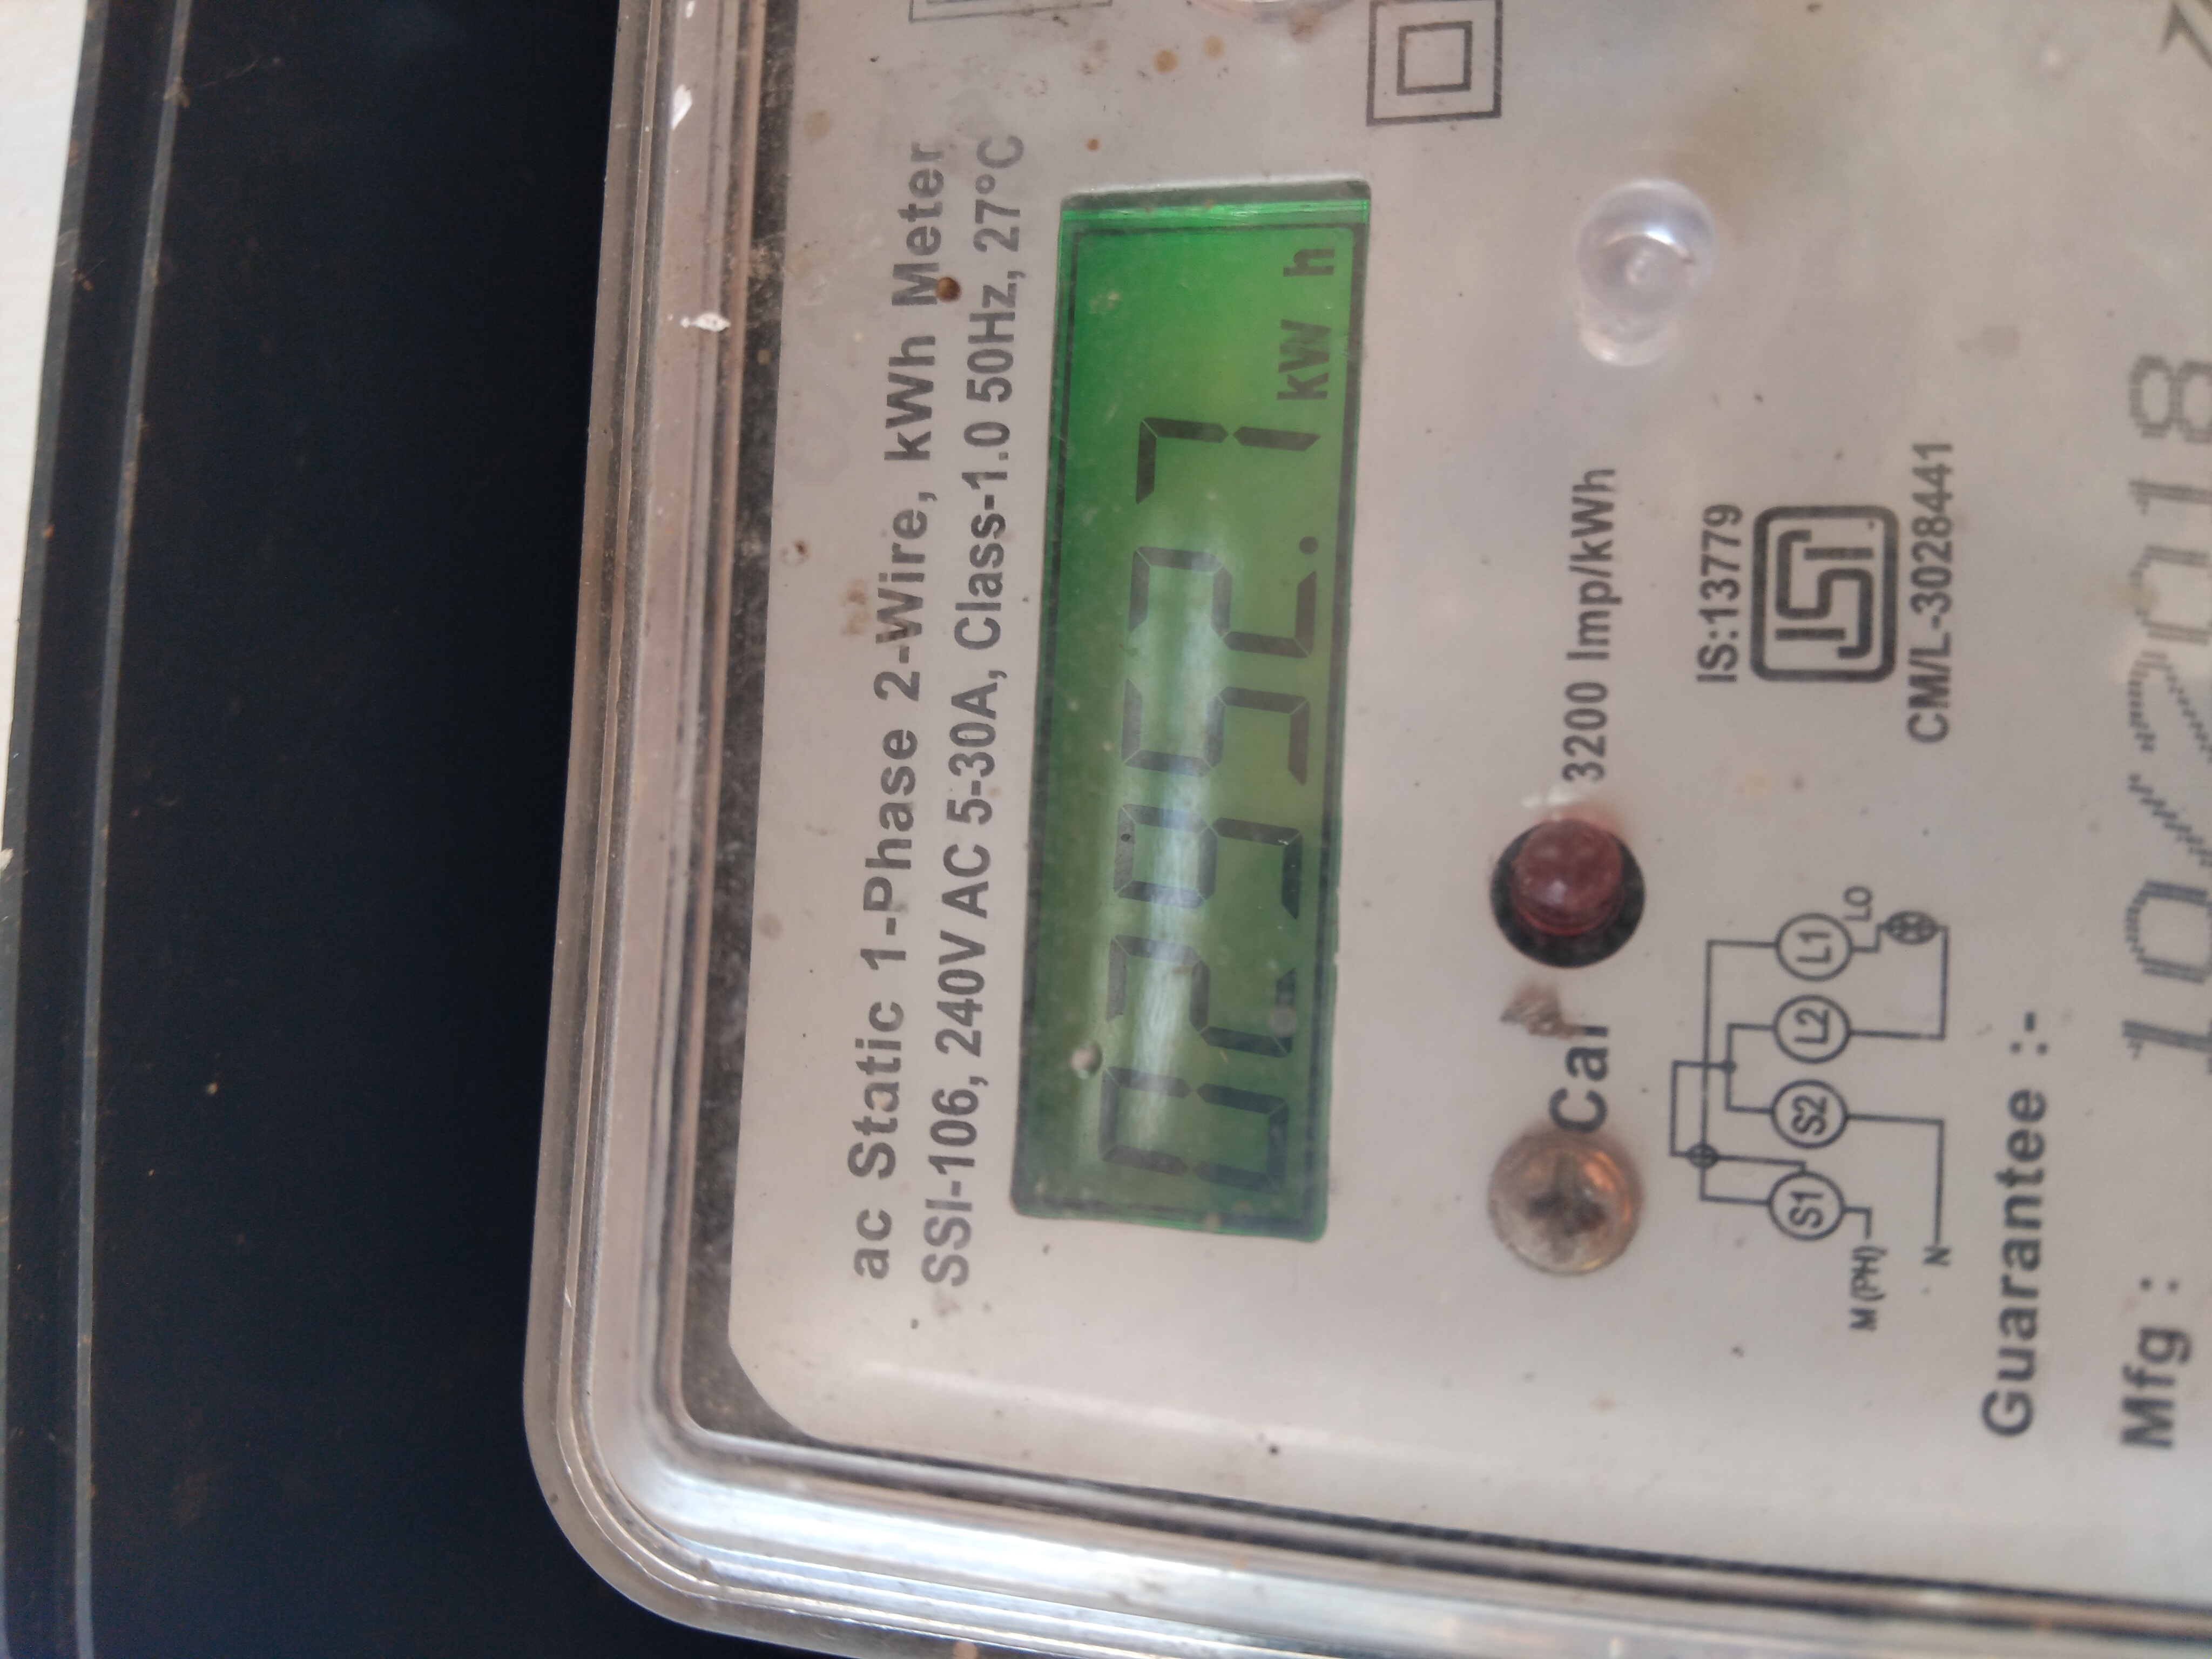 ac Static 1-Phase 2-Wire, kWh Meter
SSI-106, 240V AC 5-30A, Class-1.0 50Hz, 27°C
02952.7 kW h
Cal 3200 Imp/kWh
IS:13779
ISI
CM/L-3028441
S1 S2 L2 L1
M (PH) LO
N
Guarantee :-
Mfg : 10/2018